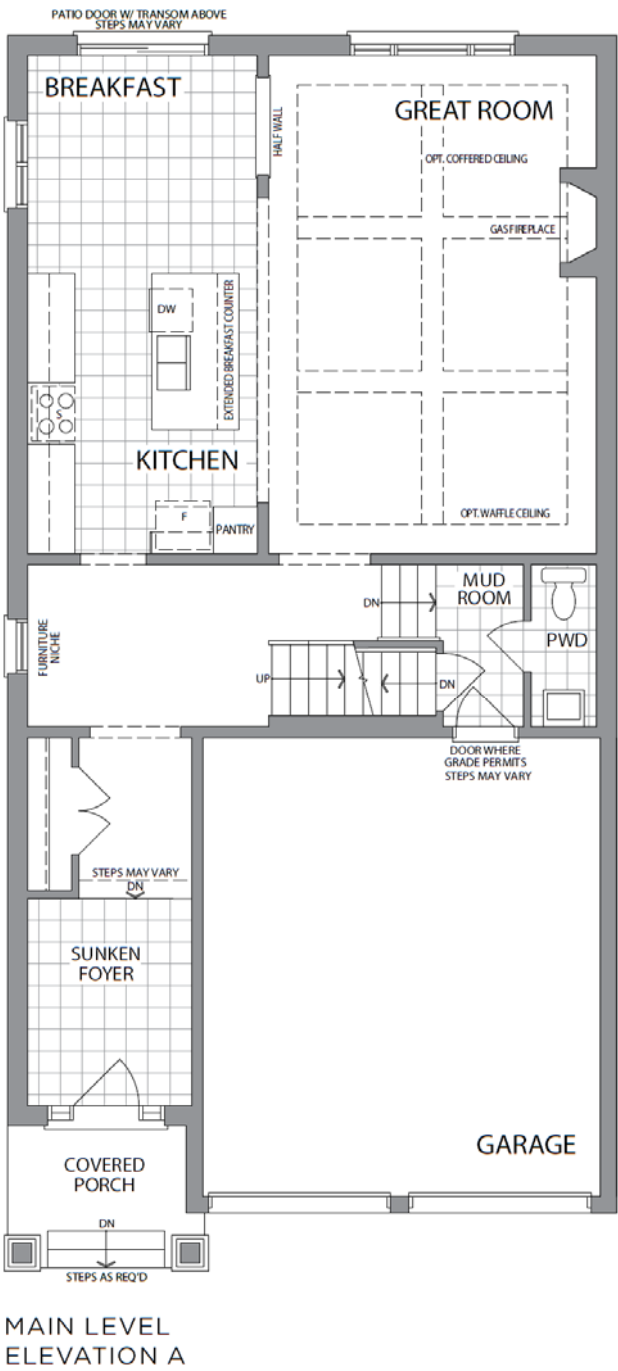 PATIO DOOR W/ TRANSOM ABOVE
STEPS MAY VARY
BREAKFAST
GREAT ROOM
HALF WALL
OPT. COFFERED CEILING
GAS FIREPLACE
DW
EXTENDED BREAKFAST COUNTER
S
KITCHEN
F
PANTRY
OPT. WAFFLE CEILING
MUD
ROOM
DN
PWD
FURNITURE
NICHE
UP
DN
DOOR WHERE
GRADE PERMITS
STEPS MAY VARY
STEPS MAY VARY
DN
SUNKEN
FOYER
GARAGE
COVERED
PORCH
DN
STEPS AS REQ'D
MAIN LEVEL
ELEVATION A